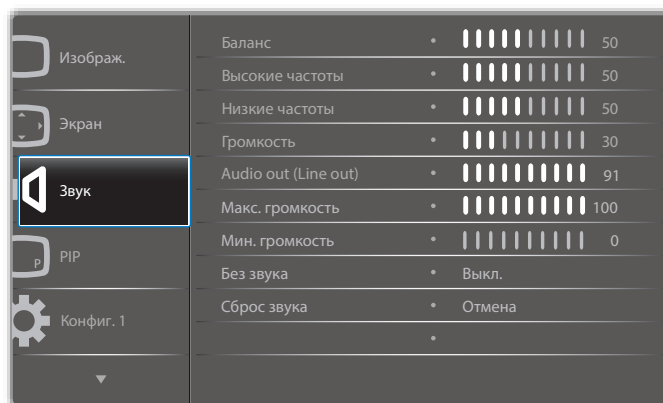 Изображ.
Экран
Звук
P
PIP
Конфиг. 1
Баланс • 50
Высокие частоты • 50
Низкие частоты • 50
Громкость • 30
Audio out (Line out) • 91
Макс. громкость • 100
Мин. громкость • 0
Без звука • Выкл.
Сброс звука • Отмена
•